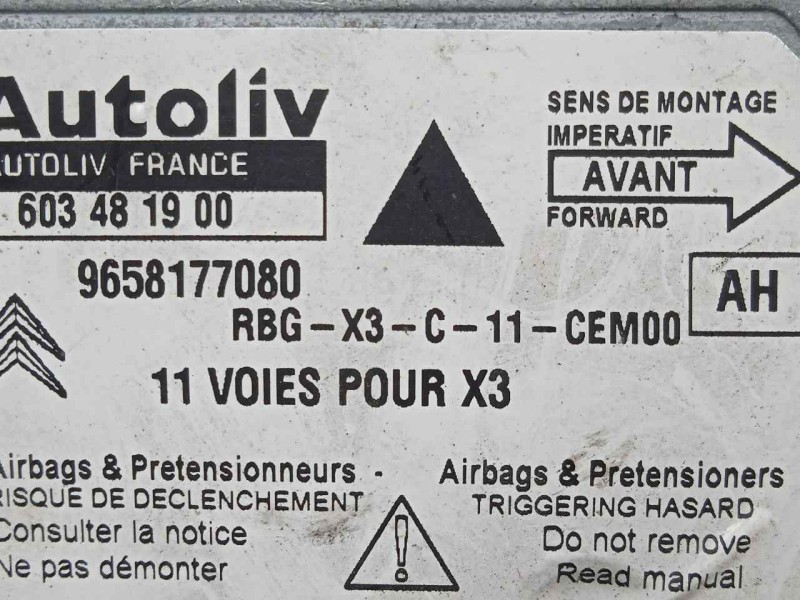 Autoliv
AUTOLIV FRANCE
603 48 19 00
SENS DE MONTAGE
IMPERATIF
AVANT
FORWARD
9658177080
AH
RBG-X3-C-11-CEM00
11 VOIES POUR X3
Airbags & Pretensionneurs -
RISQUE DE DECLENCHEMENT
Consulter la notice
Ne pas démonter
Airbags & Pretensioners
TRIGGERING HASARD
Do not remove
Read manual